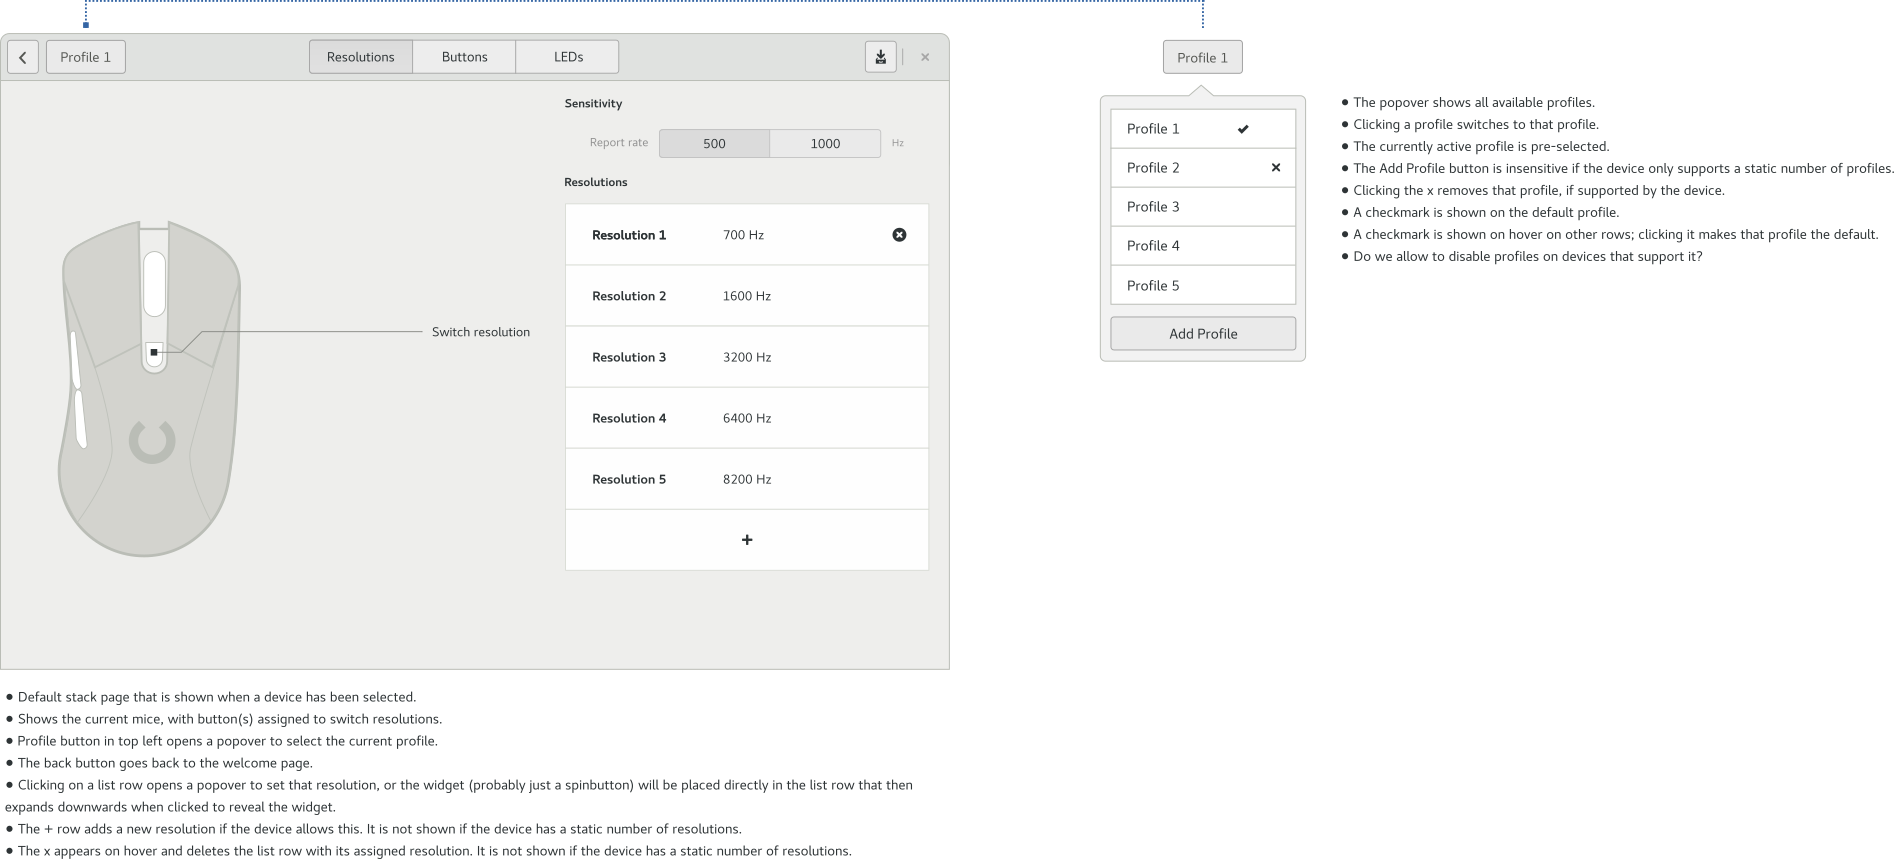 Profile 1
Resolutions
Buttons
LEDs
Sensitivity
Report rate 500 1000 Hz
Resolutions
Resolution 1 700 Hz
Resolution 2 1600 Hz
Resolution 3 3200 Hz
Resolution 4 6400 Hz
Resolution 5 8200 Hz
+
Switch resolution
● Default stack page that is shown when a device has been selected.
● Shows the current mice, with button(s) assigned to switch resolutions.
● Profile button in top left opens a popover to select the current profile.
● The back button goes back to the welcome page.
● Clicking on a list row opens a popover to set that resolution, or the widget (probably just a spinbutton) will be placed directly in the list row that then
expands downwards when clicked to reveal the widget.
● The + row adds a new resolution if the device allows this. It is not shown if the device has a static number of resolutions.
● The x appears on hover and deletes the list row with its assigned resolution. It is not shown if the device has a static number of resolutions.
Profile 1
Profile 1
Profile 2
Profile 3
Profile 4
Profile 5
Add Profile
● The popover shows all available profiles.
● Clicking a profile switches to that profile.
● The currently active profile is pre-selected.
● The Add Profile button is insensitive if the device only supports a static number of profiles.
● Clicking the x removes that profile, if supported by the device.
● A checkmark is shown on the default profile.
● A checkmark is shown on hover on other rows; clicking it makes that profile the default.
● Do we allow to disable profiles on devices that support it?